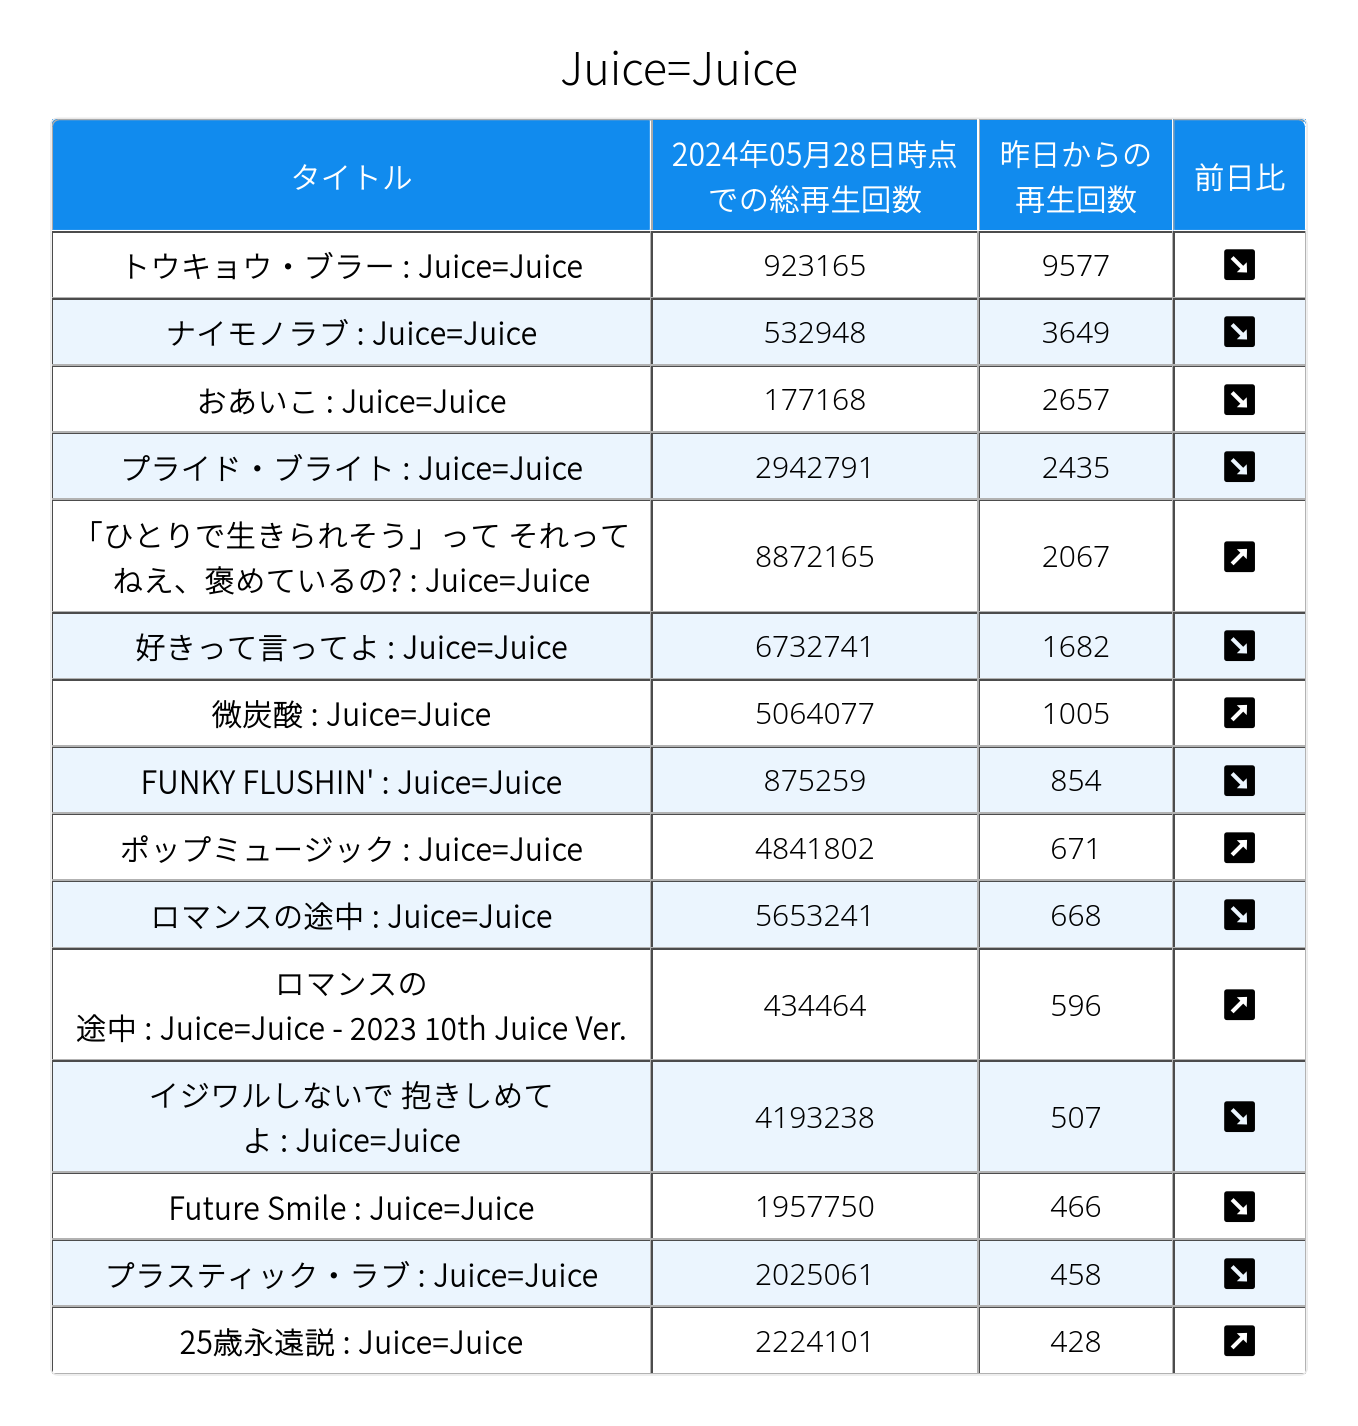 Juice=Juice
タイトル
2024年05月28日時点
での総再生回数
昨日からの
再生回数
前日比
トウキョウ・ブラー : Juice=Juice
923165
9577
↘
ナイモノラブ : Juice=Juice
532948
3649
↘
おあいこ : Juice=Juice
177168
2657
↘
プライド・ブライト : Juice=Juice
2942791
2435
↘
「ひとりで生きられそう」って それって
ねえ、褒めているの? : Juice=Juice
8872165
2067
↗
好きって言ってよ : Juice=Juice
6732741
1682
↘
微炭酸 : Juice=Juice
5064077
1005
↗
FUNKY FLUSHIN' : Juice=Juice
875259
854
↘
ポップミュージック : Juice=Juice
4841802
671
↗
ロマンスの途中 : Juice=Juice
5653241
668
↘
ロマンスの
途中 : Juice=Juice - 2023 10th Juice Ver.
434464
596
↗
イジワルしないで 抱きしめて
よ : Juice=Juice
4193238
507
↘
Future Smile : Juice=Juice
1957750
466
↘
プラスティック・ラブ : Juice=Juice
2025061
458
↘
25歳永遠説 : Juice=Juice
2224101
428
↗